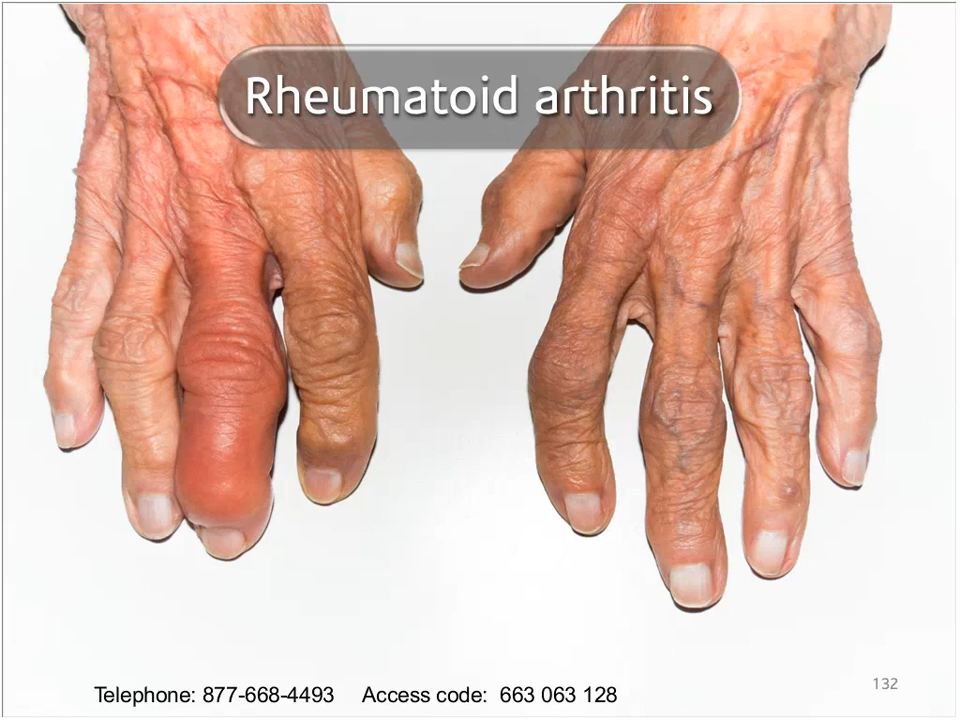 Rheumatoid arthritis
132
Telephone: 877-668-4493 Access code: 663 063 128